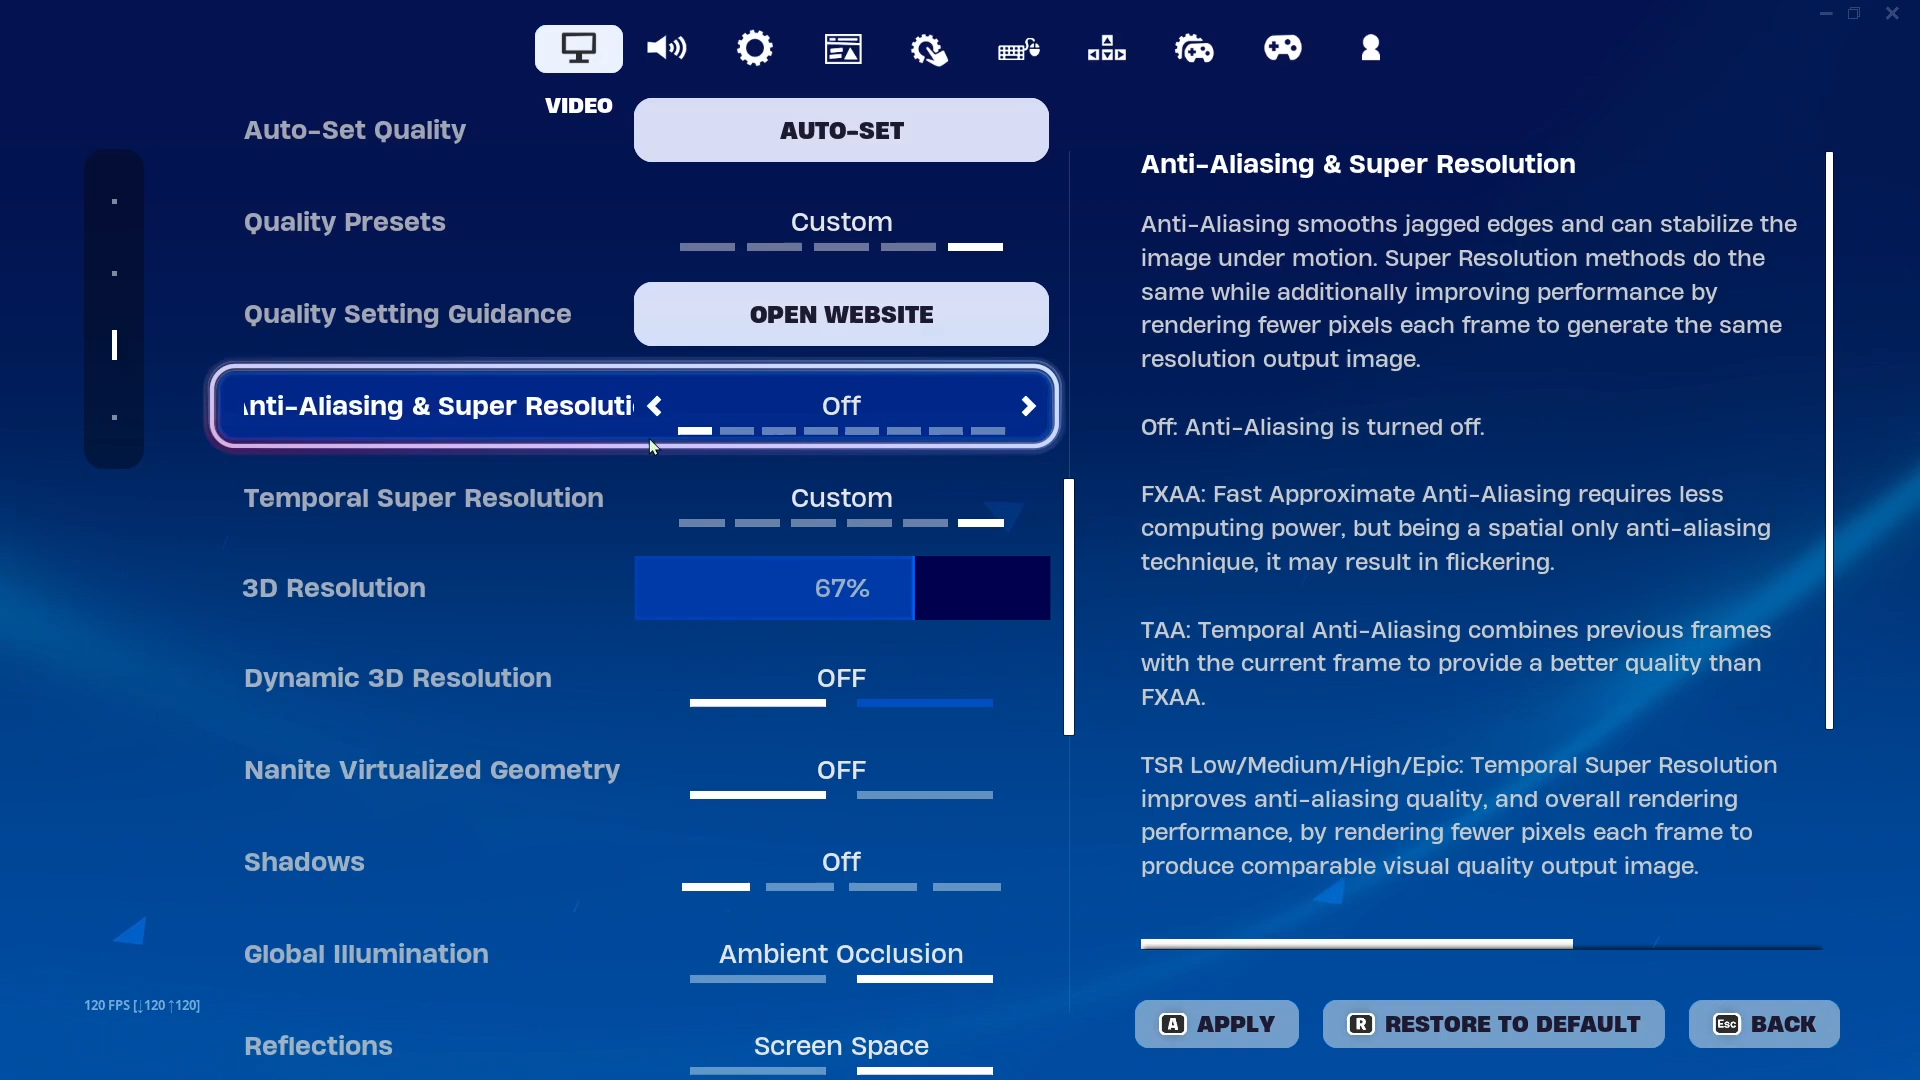 VIDEO
Auto-Set Quality
AUTO-SET
Quality Presets
Custom
Quality Setting Guidance
OPEN WEBSITE
Anti-Aliasing & Super Resoluti
Off
Temporal Super Resolution
Custom
3D Resolution
67%
Dynamic 3D Resolution
OFF
Nanite Virtualized Geometry
OFF
Shadows
Off
Global Illumination
Ambient Occlusion
Reflections
Screen Space
120 FPS [↓120 ↑120]
Anti-Aliasing & Super Resolution
Anti-Aliasing smooths jagged edges and can stabilize the
image under motion. Super Resolution methods do the
same while additionally improving performance by
rendering fewer pixels each frame to generate the same
resolution output image.
Off: Anti-Aliasing is turned off.
FXAA: Fast Approximate Anti-Aliasing requires less
computing power, but being a spatial only anti-aliasing
technique, it may result in flickering.
TAA: Temporal Anti-Aliasing combines previous frames
with the current frame to provide a better quality than
FXAA.
TSR Low/Medium/High/Epic: Temporal Super Resolution
improves anti-aliasing quality, and overall rendering
performance, by rendering fewer pixels each frame to
produce comparable visual quality output image.
A APPLY
R RESTORE TO DEFAULT
Esc BACK